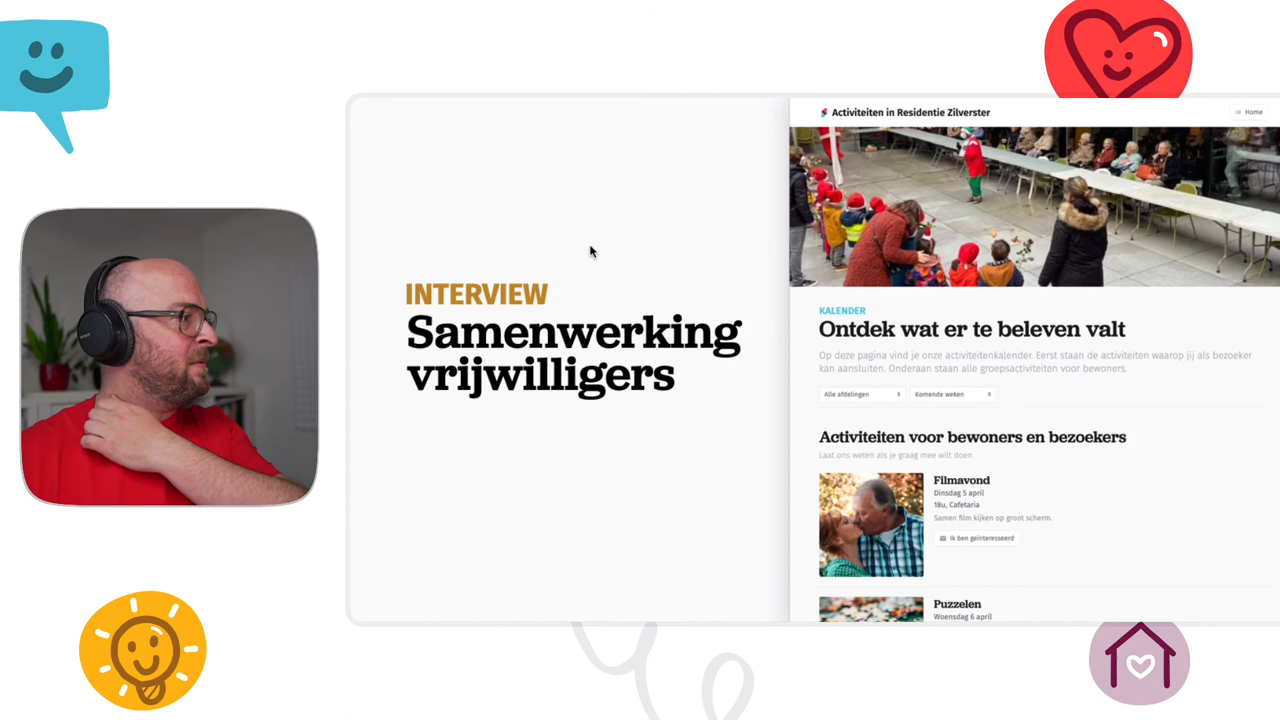 INTERVIEW
Samenwerking
vrijwilligers
Activiteiten in Residentie Zilverster
Home
KALENDER
Ontdek wat er te beleven valt
Op deze pagina vind je onze activiteitenkalender. Eerst staan de activiteiten waarop jij als bezoeker
kan aansluiten. Onderaan staan alle groepsactiviteiten voor bewoners.
Alle afdelingen
Komende weken
Activiteiten voor bewoners en bezoekers
Laat ons weten als je graag mee wilt doen
Filmavond
Dinsdag 5 april
18u, Cafetaria
Samen film kijken op groot scherm.
Ik ben geïnteresseerd
Puzzelen
Woensdag 6 april